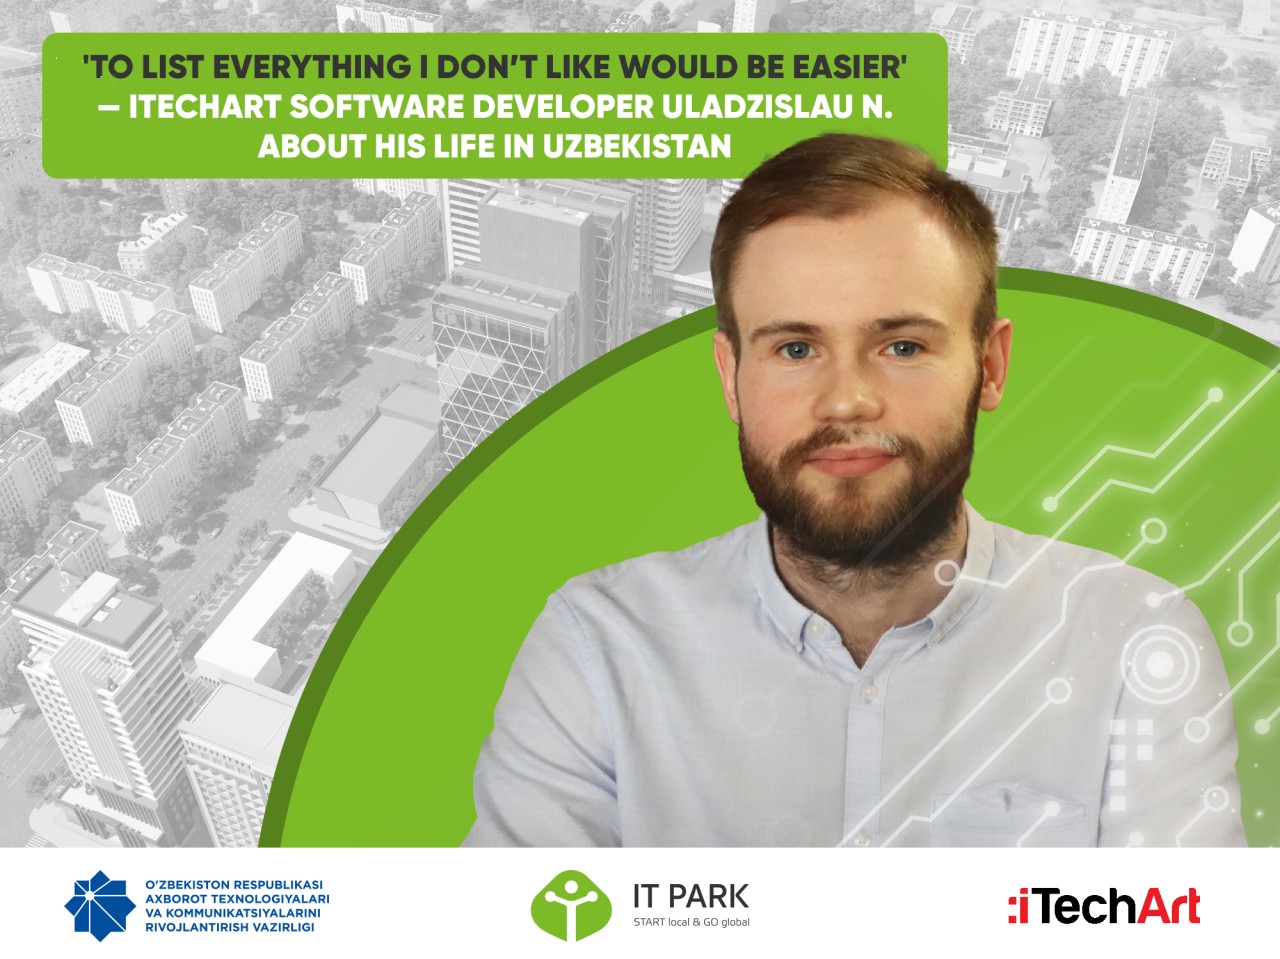 'TO LIST EVERYTHING I DON’T LIKE WOULD BE EASIER'
– ITECHART SOFTWARE DEVELOPER ULADZISLAU N.
ABOUT HIS LIFE IN UZBEKISTAN
O‘ZBEKISTON RESPUBLIKASI
AXBOROT TEXNOLOGIYALARI
VA KOMMUNIKATSIYALARINI
RIVOJLANTIRISH VAZIRLIGI
IT PARK
START local & GO global
:iTechArt